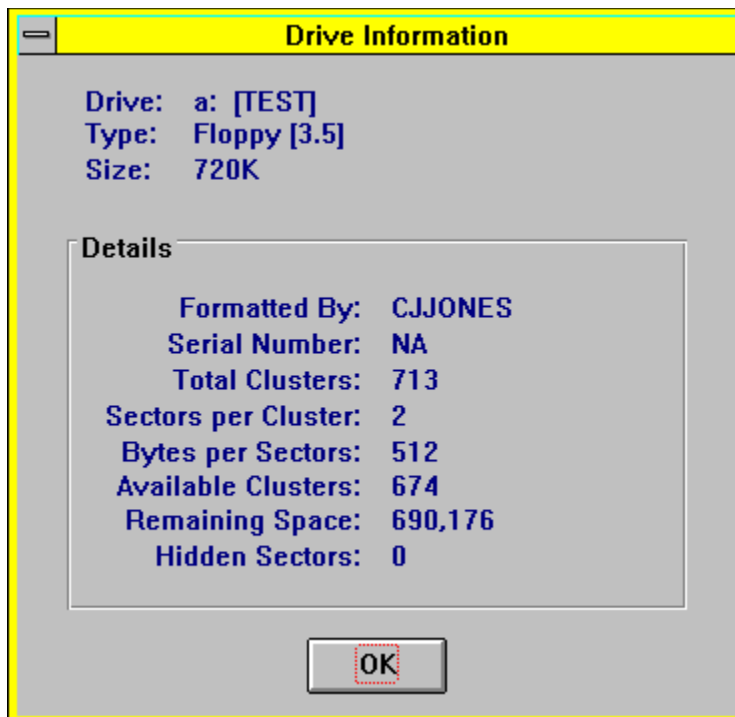 Drive Information
Drive: a: [TEST]
Type: Floppy [3.5]
Size: 720K
Details
Formatted By: CJJONES
Serial Number: NA
Total Clusters: 713
Sectors per Cluster: 2
Bytes per Sectors: 512
Available Clusters: 674
Remaining Space: 690,176
Hidden Sectors: 0
OK